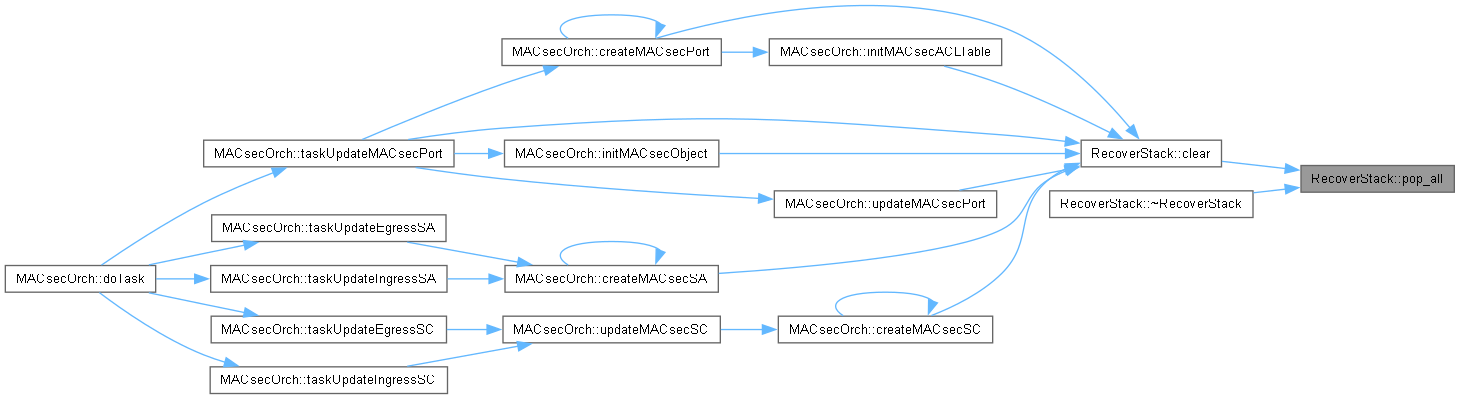 MACsecOrch::createMACsecPort
MACsecOrch::initMACsecACLTable
MACsecOrch::taskUpdateMACsecPort
MACsecOrch::initMACsecObject
RecoverStack::clear
RecoverStack::pop_all
MACsecOrch::updateMACsecPort
RecoverStack::~RecoverStack
MACsecOrch::taskUpdateEgressSA
MACsecOrch::doTask
MACsecOrch::taskUpdateIngressSA
MACsecOrch::createMACsecSA
MACsecOrch::taskUpdateEgressSC
MACsecOrch::updateMACsecSC
MACsecOrch::createMACsecSC
MACsecOrch::taskUpdateIngressSC